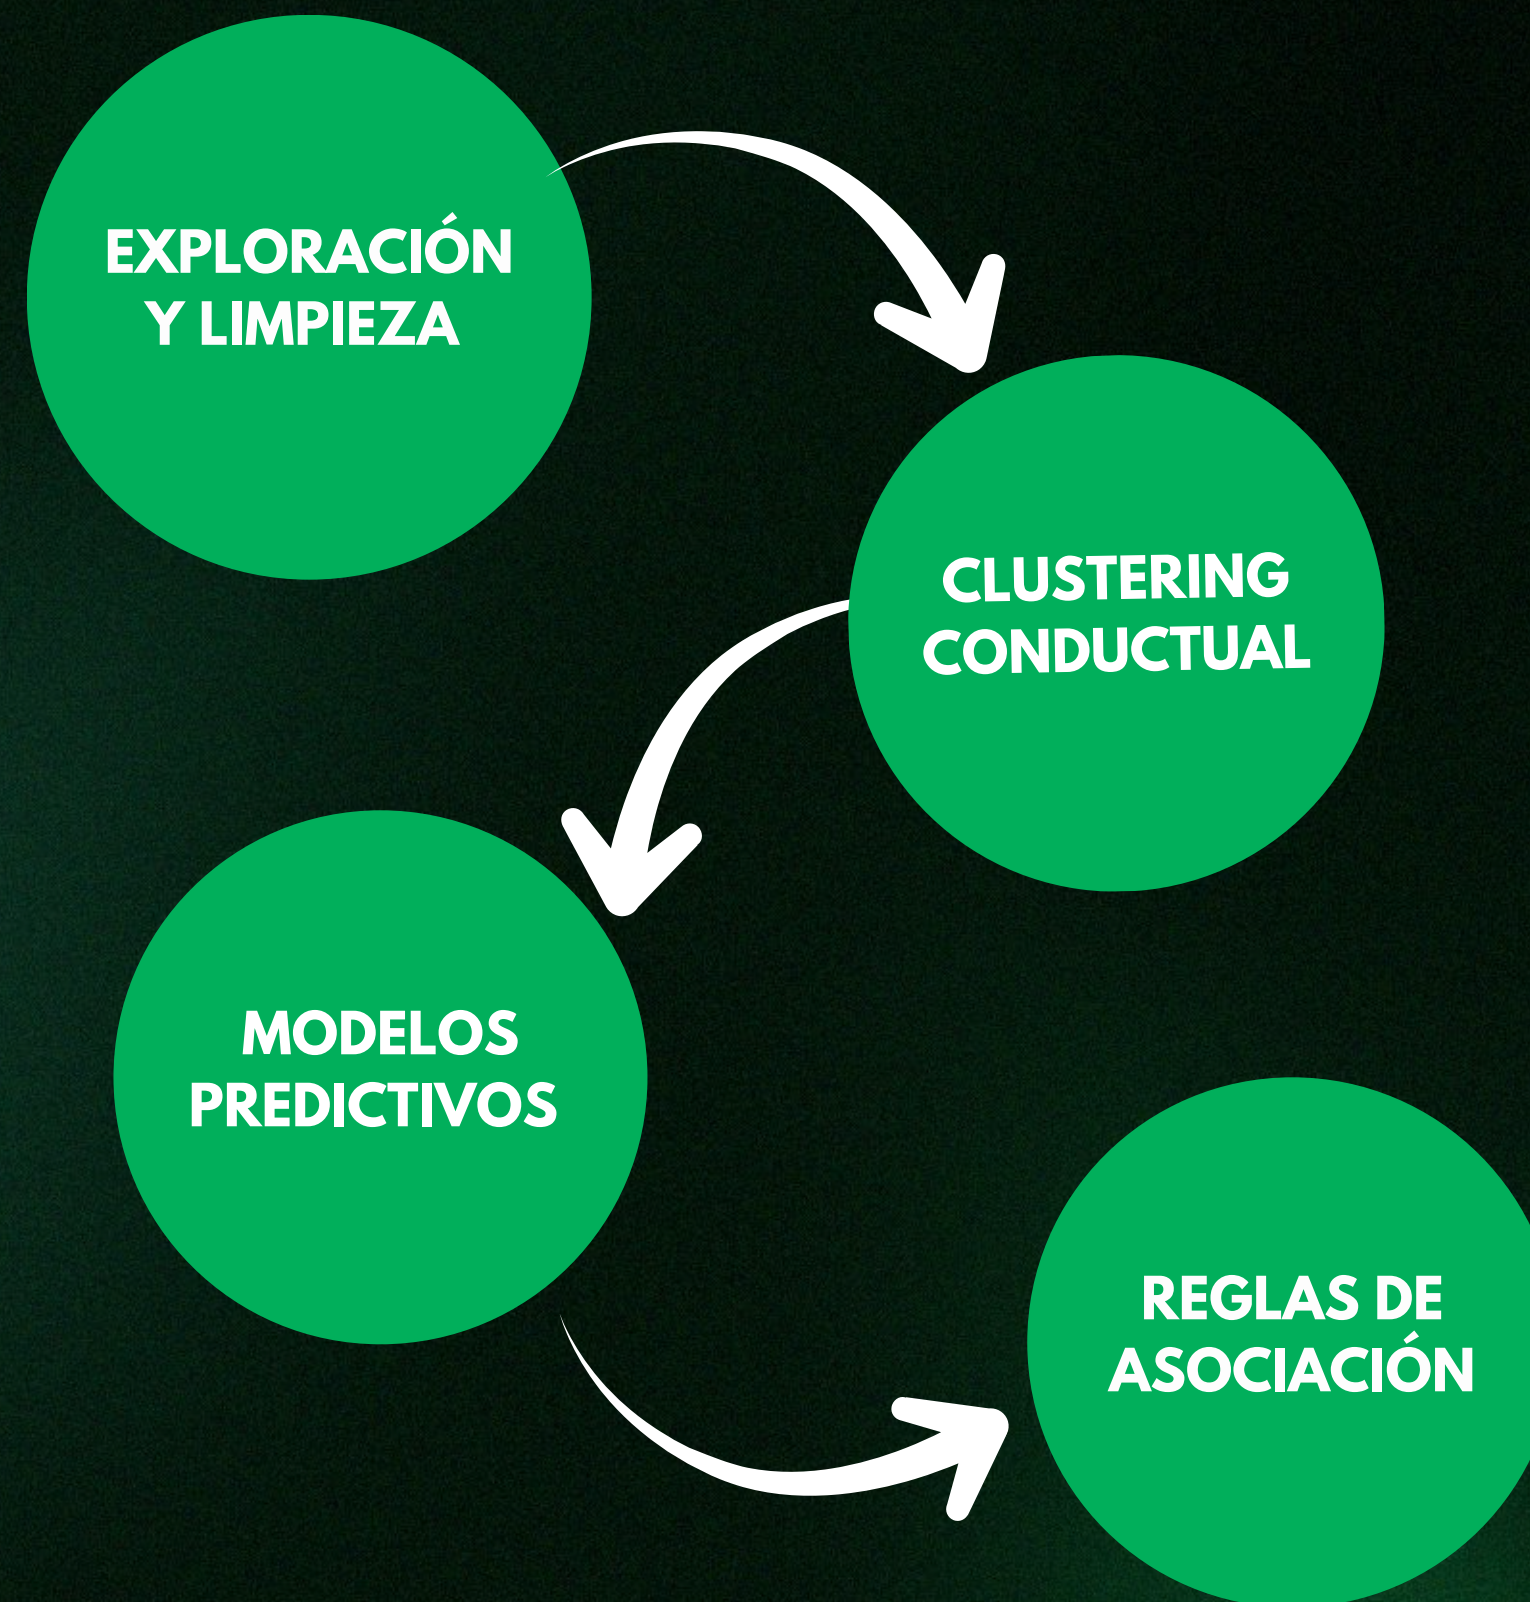 EXPLORACIÓN
Y LIMPIEZA
CLUSTERING
CONDUCTUAL
MODELOS
PREDICTIVOS
REGLAS DE
ASOCIACIÓN